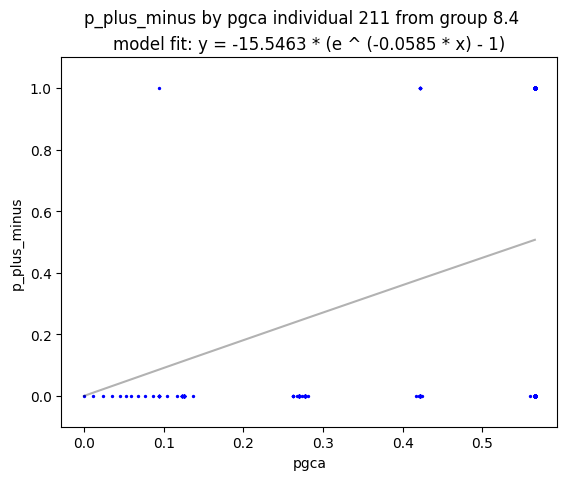 p_plus_minus by pgca individual 211 from group 8.4
model fit: y = -15.5463 * (e ^ (-0.0585 * x) - 1)
1.0
0.8
0.6
0.4
0.2
0.0
p_plus_minus
0.0 0.1 0.2 0.3 0.4 0.5
pgca